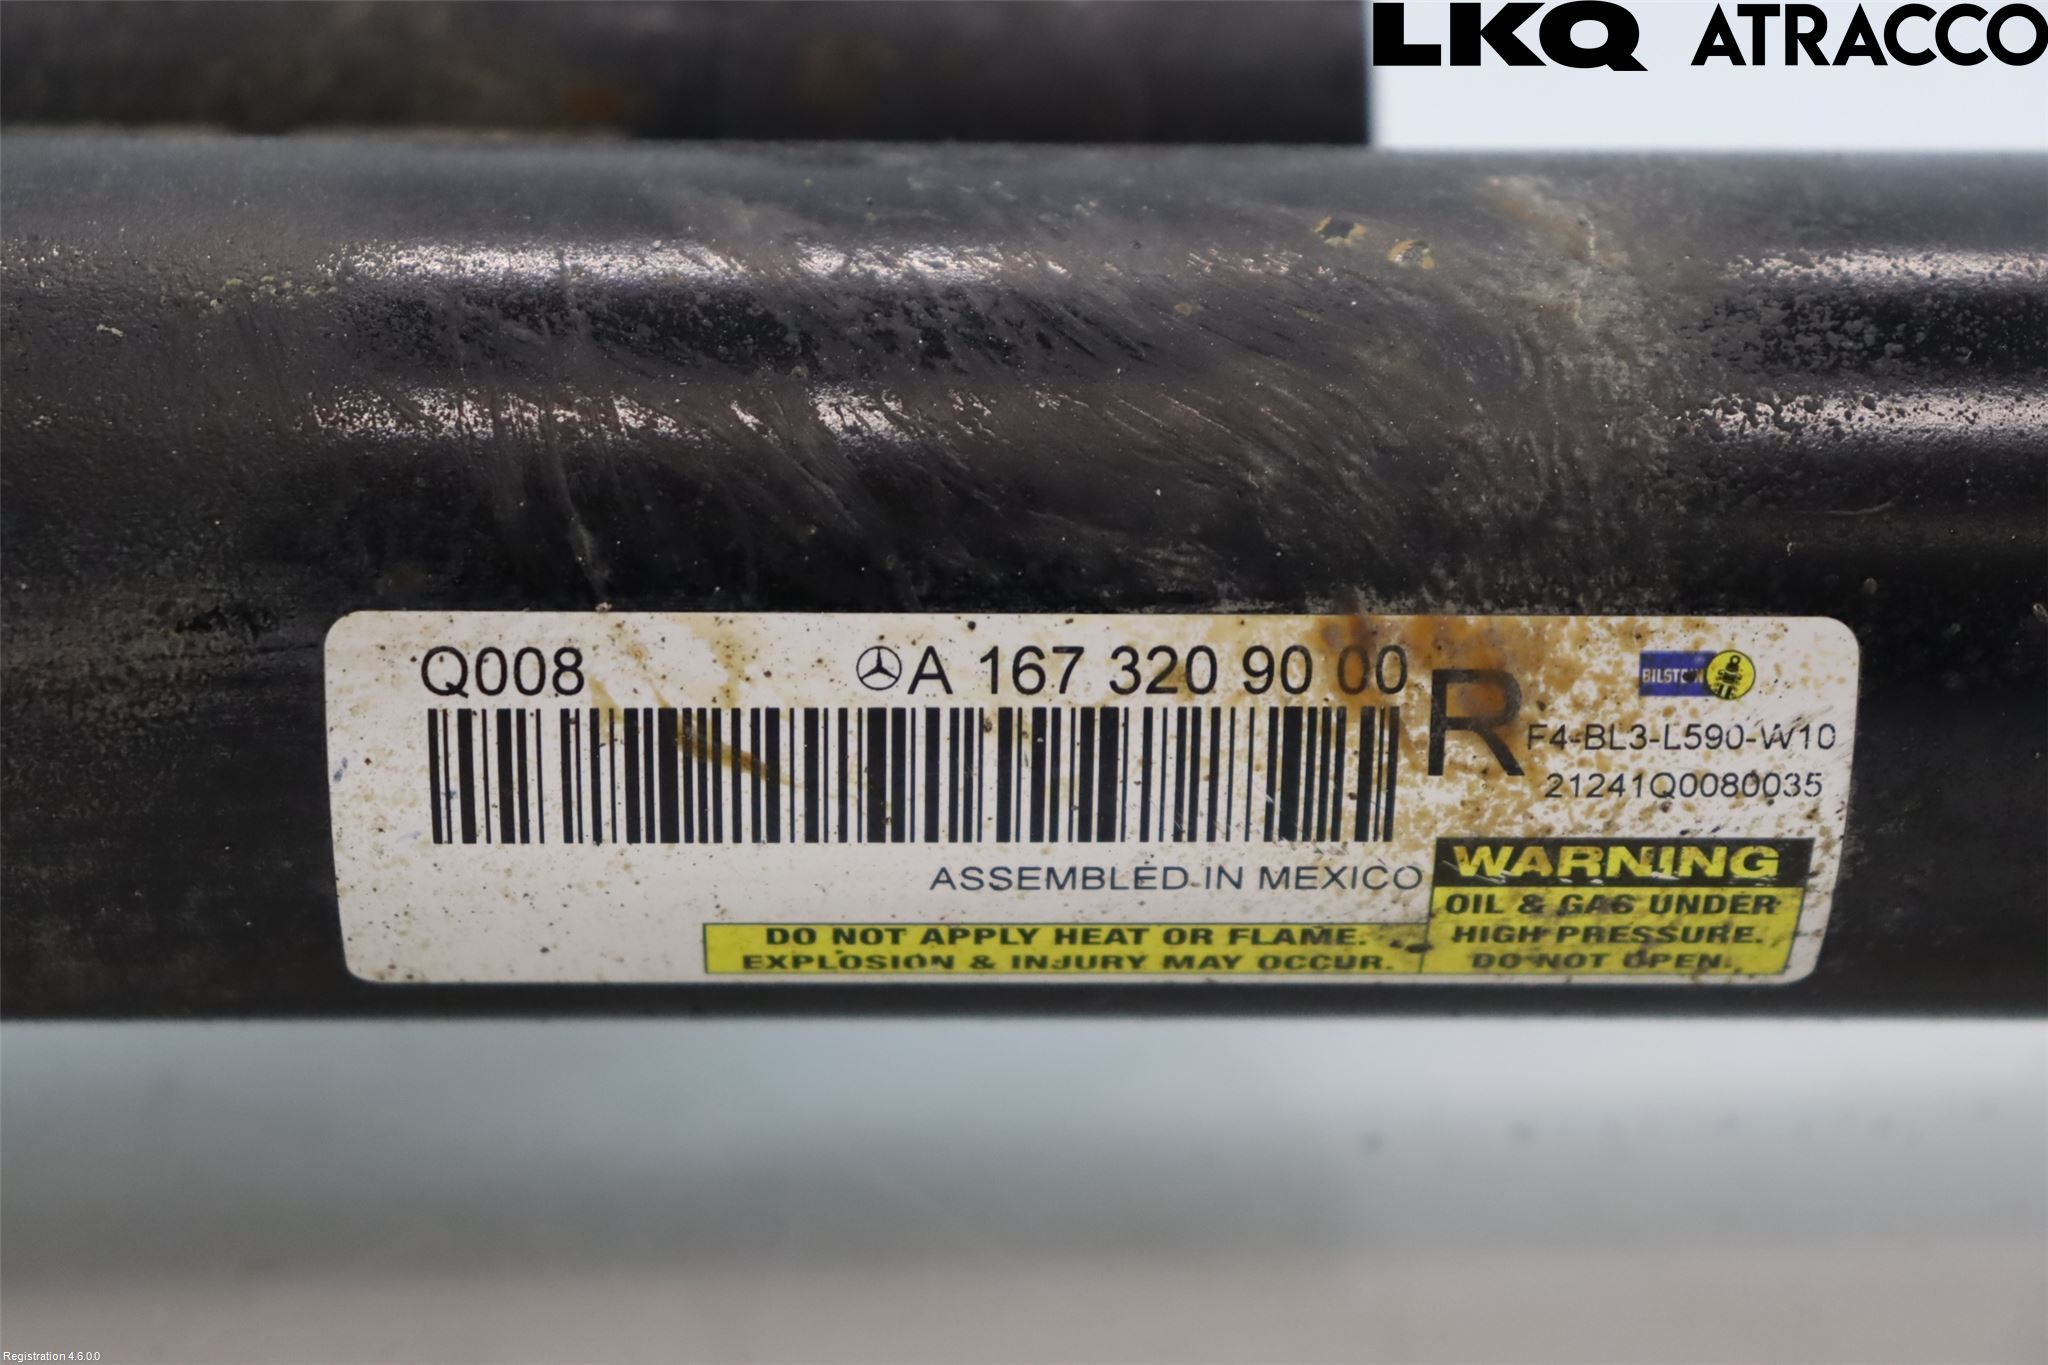 LKQ ATRACCO
Q008
A 167 320 90 00
R
BILSTEIN
F4-BL3-L590-W10
21241Q0080035
ASSEMBLED IN MEXICO
WARNING
OIL & GAS UNDER
HIGH PRESSURE.
DO NOT OPEN.
DO NOT APPLY HEAT OR FLAME.
EXPLOSION & INJURY MAY OCCUR.
Registration 4.6.0.0